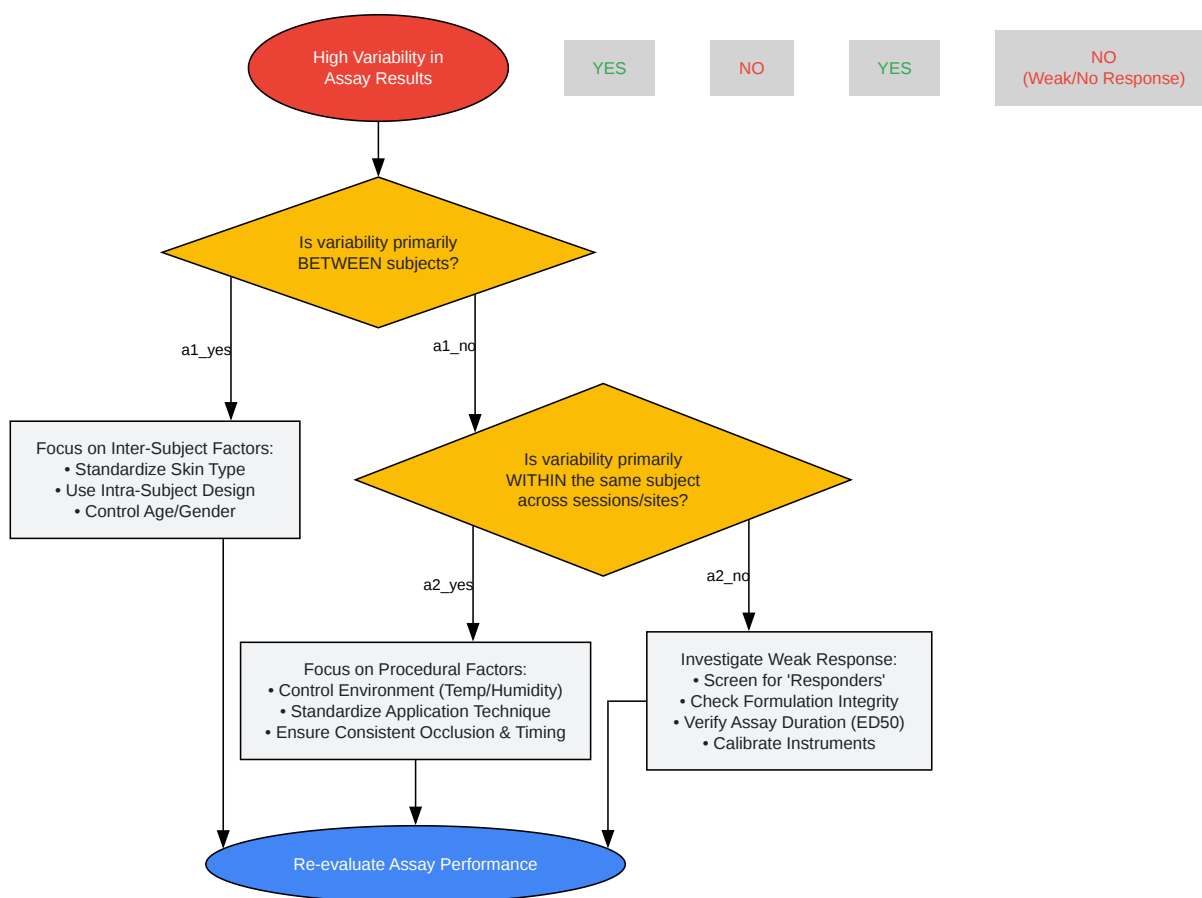 High Variability in
Assay Results
YES
NO
YES
NO
(Weak/No Response)
Is variability primarily
BETWEEN subjects?
a1_yes
a1_no
Focus on Inter-Subject Factors:
• Standardize Skin Type
• Use Intra-Subject Design
• Control Age/Gender
Is variability primarily
WITHIN the same subject
across sessions/sites?
a2_yes
a2_no
Focus on Procedural Factors:
• Control Environment (Temp/Humidity)
• Standardize Application Technique
• Ensure Consistent Occlusion & Timing
Investigate Weak Response:
• Screen for 'Responders'
• Check Formulation Integrity
• Verify Assay Duration (ED50)
• Calibrate Instruments
Re-evaluate Assay Performance